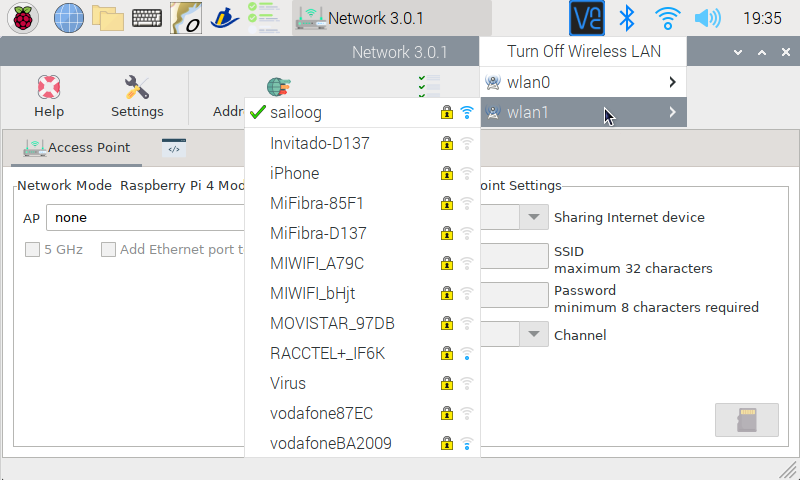 Network 3.0.1
VNC
19:35
Network 3.0.1
Turn Off Wireless LAN
wlan0
wlan1
Help
Settings
Addr
sailoog
Invitado-D137
iPhone
MiFibra-85F1
MiFibra-D137
MIWIFI_A79C
MIWIFI_bHjt
MOVISTAR_97DB
RACCTEL+_IF6K
Virus
vodafone87EC
vodafoneBA2009
Access Point
</>
Network Mode Raspberry Pi 4 Mod
AP none
5 GHz
Add Ethernet port t
oint Settings
Sharing Internet device
SSID
maximum 32 characters
Password
minimum 8 characters required
Channel